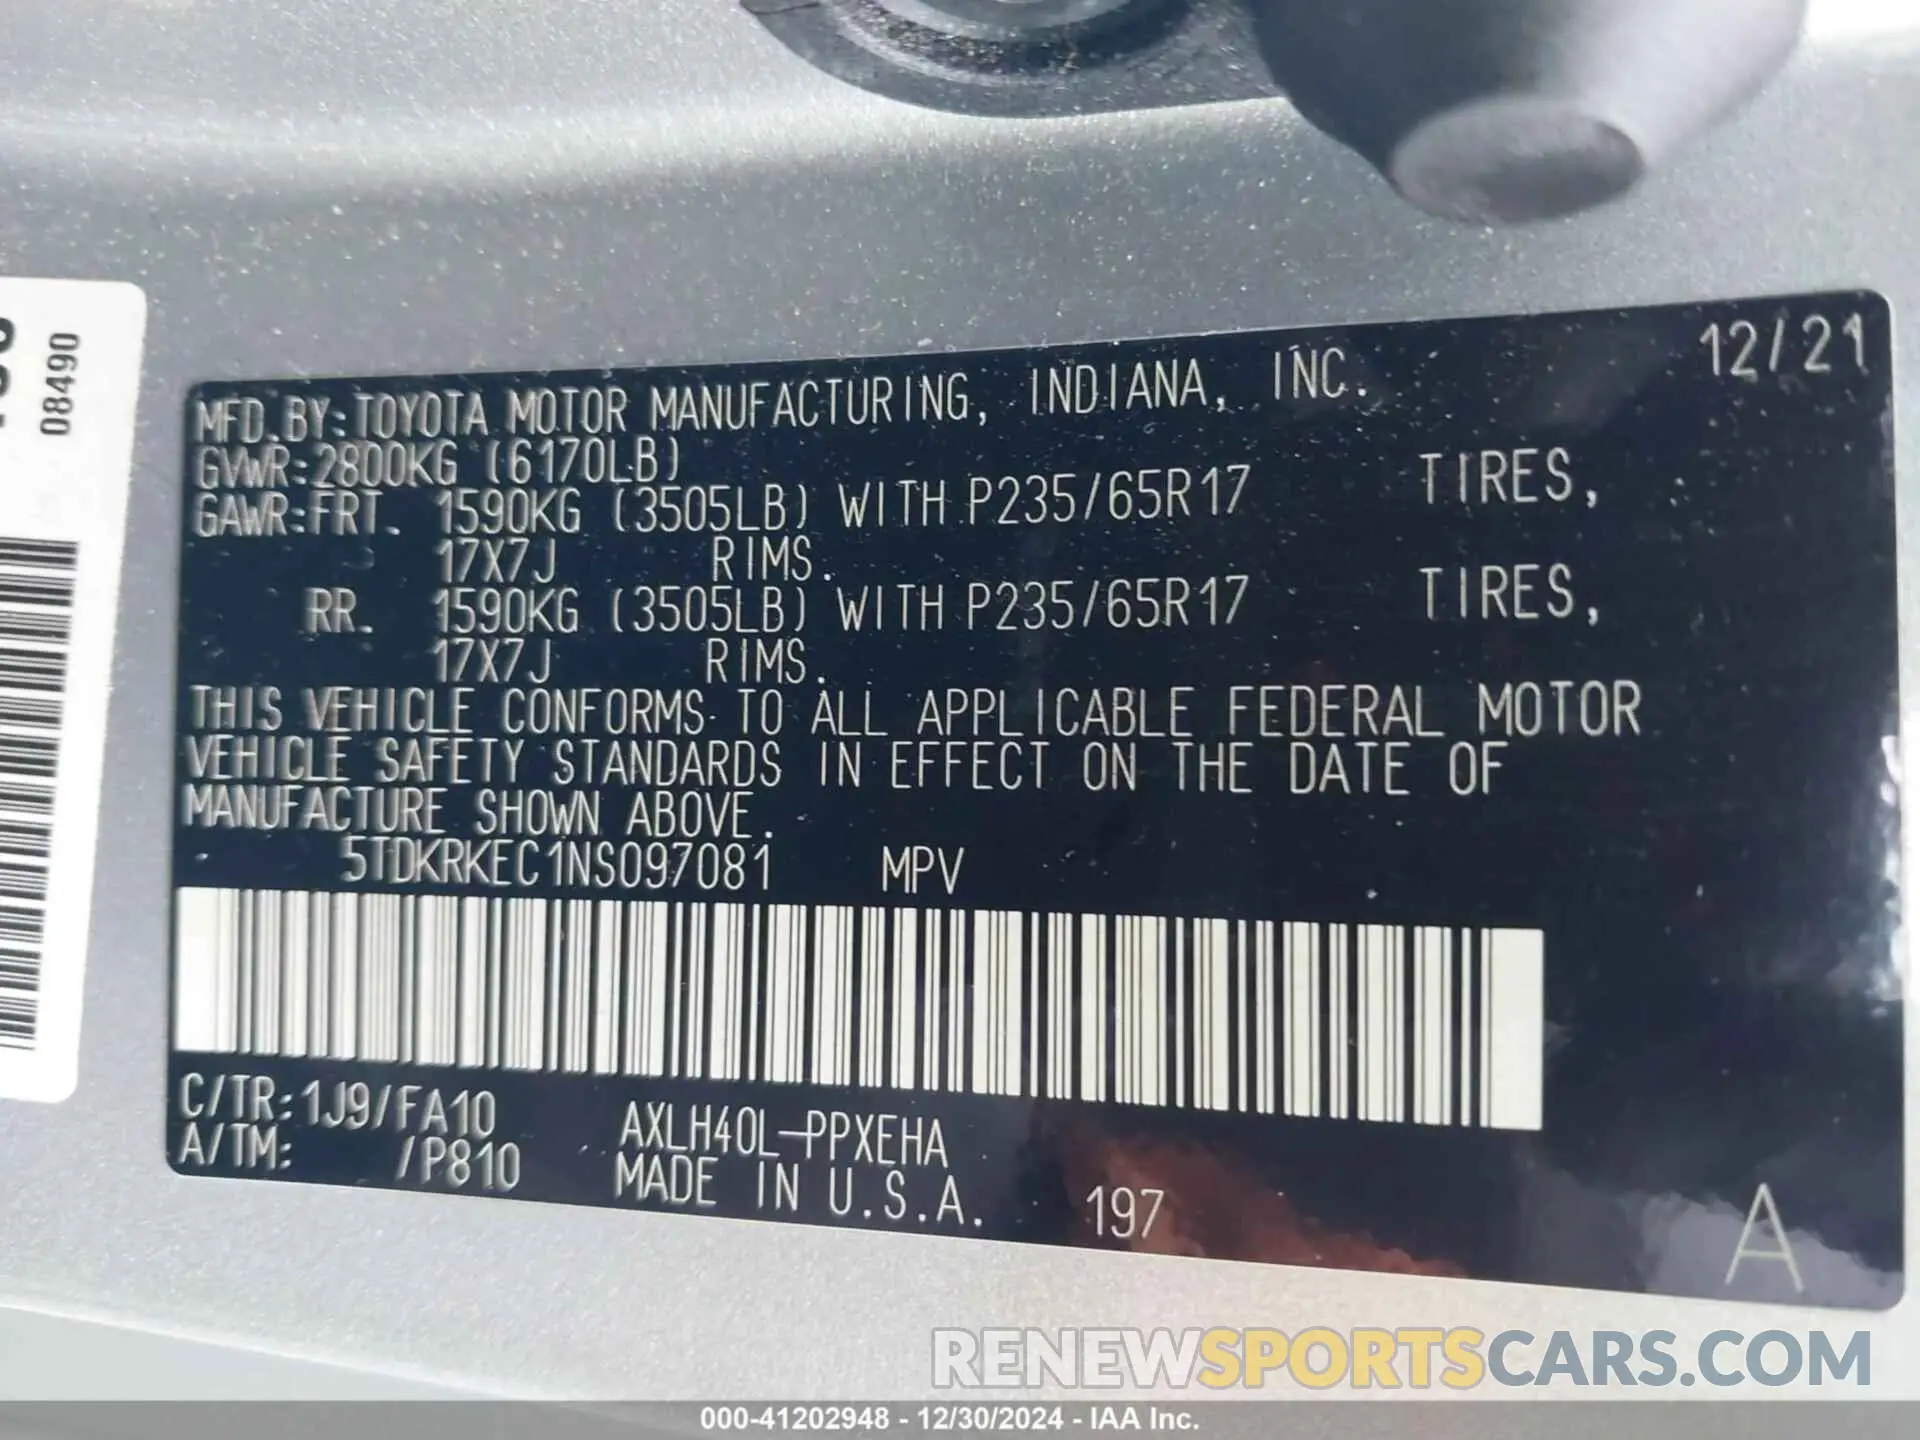 08490
12/21
MFD.BY:TOYOTA MOTOR MANUFACTURING, INDIANA, INC.
GVWR:2800KG (6170LB)
GAWR:FRT. 1590KG (3505LB) WITH P235/65R17 TIRES,
17X7J RIMS.
RR. 1590KG (3505LB) WITH P235/65R17 TIRES,
17X7J RIMS.
THIS VEHICLE CONFORMS TO ALL APPLICABLE FEDERAL MOTOR
VEHICLE SAFETY STANDARDS IN EFFECT ON THE DATE OF
MANUFACTURE SHOWN ABOVE.
5TDKRKEC1NS097081 MPV
C/TR:1J9/FA10 AXLH40L-PPXEHA
A/TM: /P810 MADE IN U.S.A. 197
A
RENEWSPORTSCARS.COM
000-41202948 - 12/30/2024 - IAA Inc.